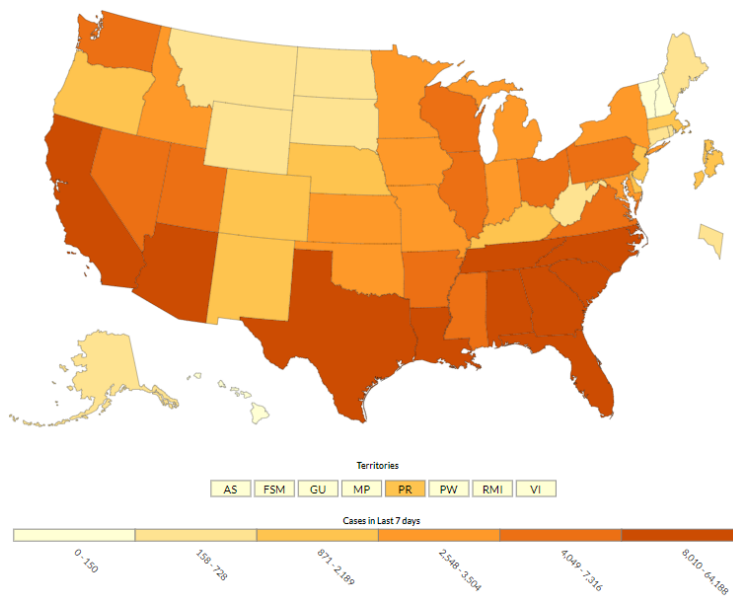 Territories
AS FSM GU MP PR PW RMI VI
Cases in Last 7 days
0 - 150
158 - 728
871 - 2,189
2,548 - 3,504
4,049 - 7,316
8,010 - 64,188